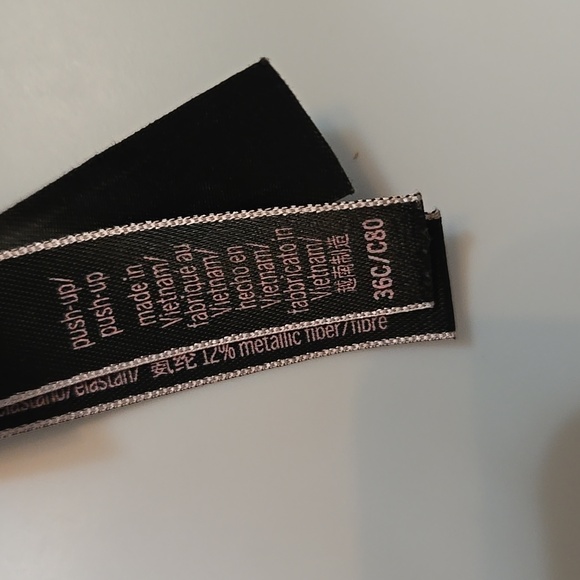 push-up/
push-up
made in
Vietnam/
fabriqué au
Vietnam/
hecho en
Vietnam/
fabbricato in
Vietnam/
越南制造
36C/C80
elastano/elastan/ 氨纶 12% metallic fiber/fibre